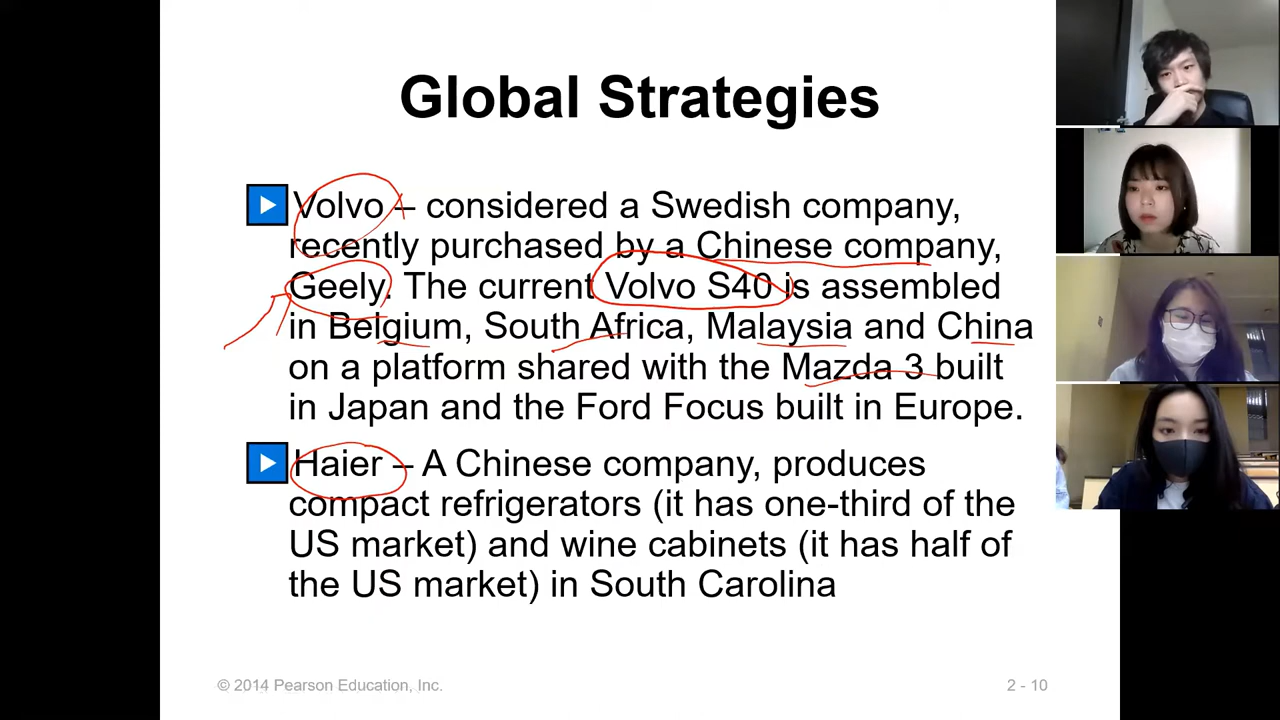 Global Strategies
Volvo – considered a Swedish company,
recently purchased by a Chinese company,
Geely. The current Volvo S40 is assembled
in Belgium, South Africa, Malaysia and China
on a platform shared with the Mazda 3 built
in Japan and the Ford Focus built in Europe.
Haier – A Chinese company, produces
compact refrigerators (it has one-third of the
US market) and wine cabinets (it has half of
the US market) in South Carolina
© 2014 Pearson Education, Inc.
2 - 10